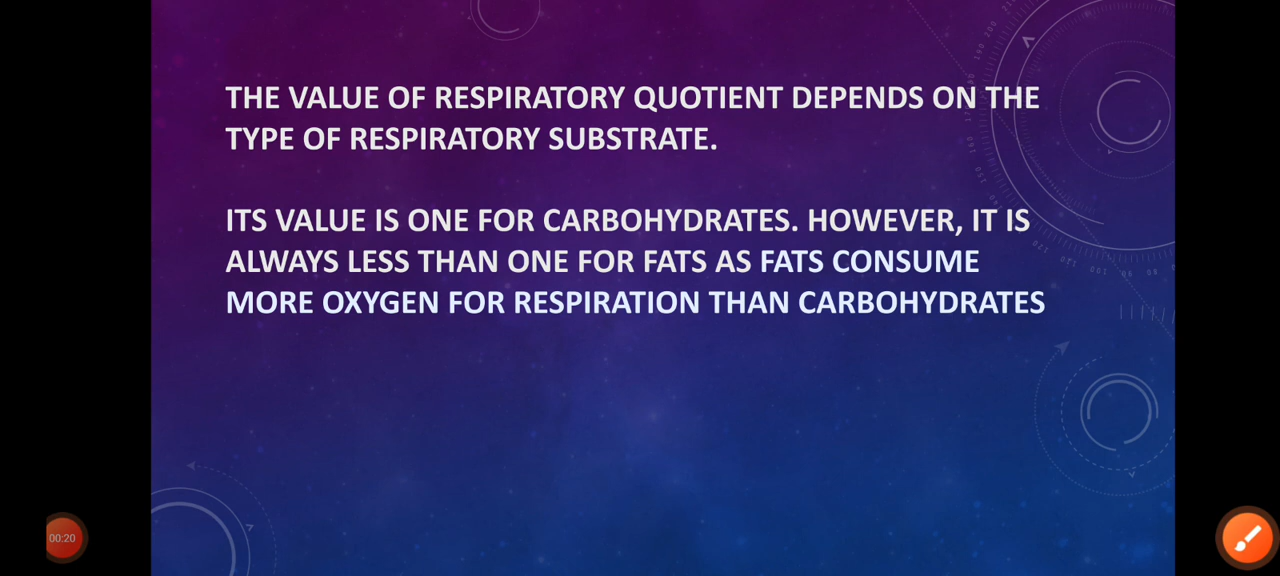 THE VALUE OF RESPIRATORY QUOTIENT DEPENDS ON THE
TYPE OF RESPIRATORY SUBSTRATE.
ITS VALUE IS ONE FOR CARBOHYDRATES. HOWEVER, IT IS
ALWAYS LESS THAN ONE FOR FATS AS FATS CONSUME
MORE OXYGEN FOR RESPIRATION THAN CARBOHYDRATES
00:20